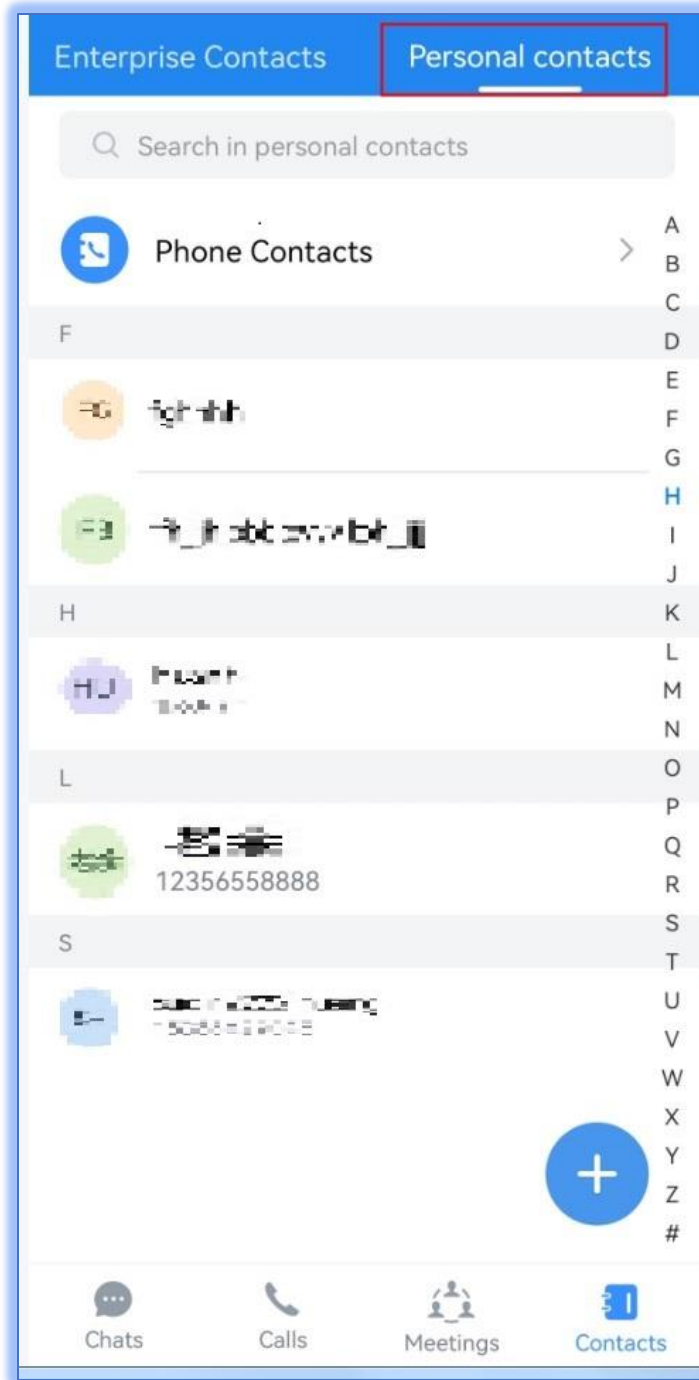 Enterprise Contacts Personal contacts
Search in personal contacts
Phone Contacts
F
H
L
12356558888
S
A
B
C
D
E
F
G
H
I
J
K
L
M
N
O
P
Q
R
S
T
U
V
W
X
Y
Z
#
Chats Calls Meetings Contacts